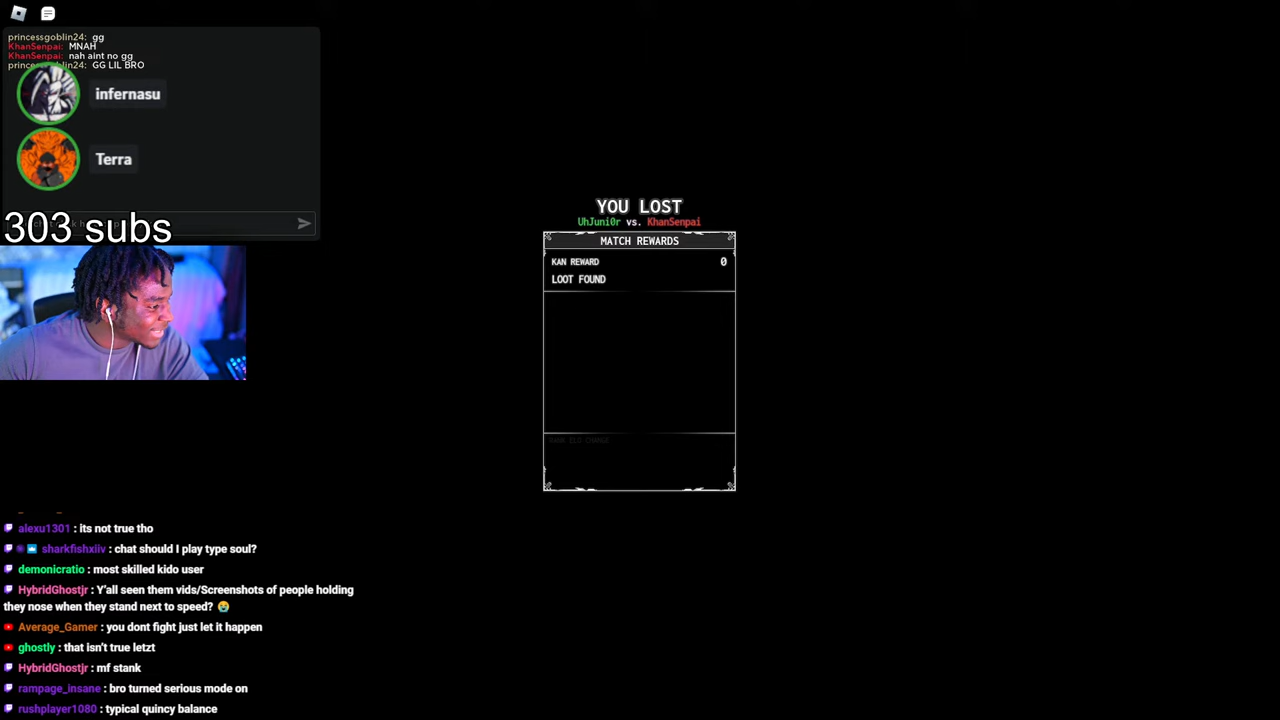 princessgoblin24: gg
KhanSenpai: MNAH
KhanSenpai: nah aint no gg
GG LIL BRO
infernasu
Terra
303 subs
YOU LOST
UhJuni0r vs. KhanSenpai
MATCH REWARDS
KAN REWARD 0
LOOT FOUND
RANK ELO CHANGE
alexu1301 : its not true tho
sharkfishxiiv : chat should I play type soul?
demonicratio : most skilled kido user
HybridGhostjr : Y'all seen them vids/Screenshots of people holding
they nose when they stand next to speed? 😭
Average_Gamer : you dont fight just let it happen
ghostly : that isn't true letzt
HybridGhostjr : mf stank
rampage_insane : bro turned serious mode on
rushplayer1080 : typical quincy balance